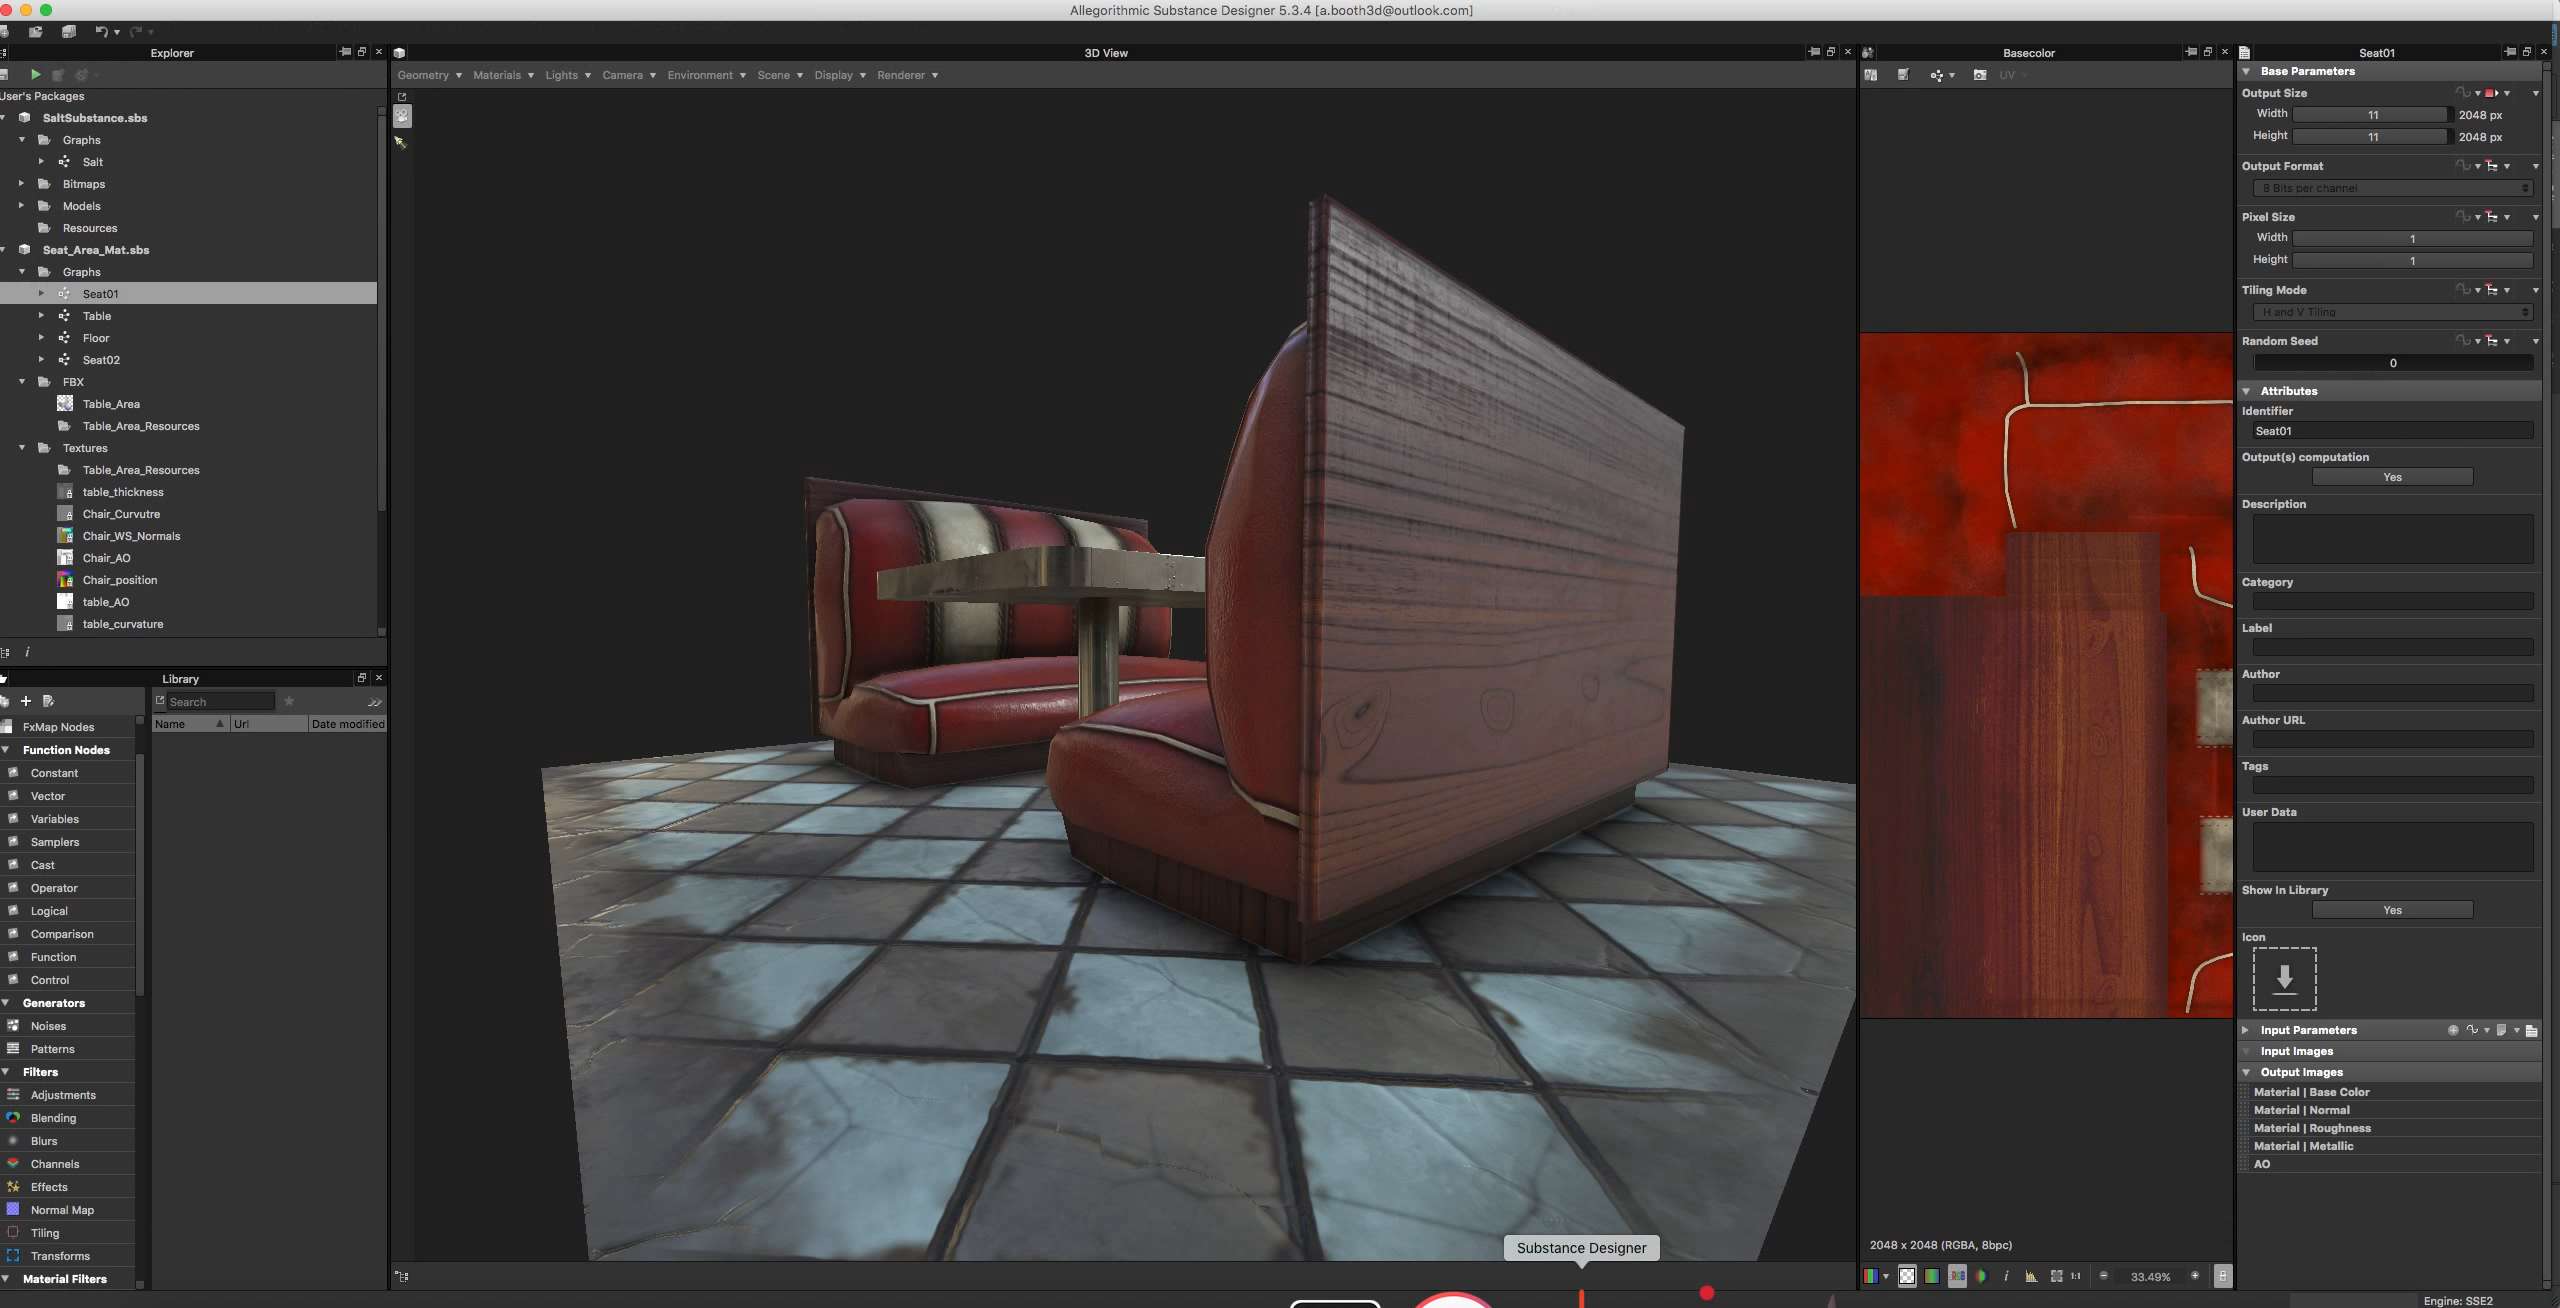 Allegorithmic Substance Designer 5.3.4 [a.booth3d@outlook.com]
Explorer
User's Packages
SaltSubstance.sbs
Graphs
Salt
Bitmaps
Models
Resources
Seat_Area_Mat.sbs
Graphs
Seat01
Table
Floor
Seat02
FBX
Table_Area
Table_Area_Resources
Textures
Table_Area_Resources
table_thickness
Chair_Curvutre
Chair_WS_Normals
Chair_AO
Chair_position
table_AO
table_curvature
Library
Search
Name Url Date modified
FxMap Nodes
Function Nodes
Constant
Vector
Variables
Samplers
Cast
Operator
Logical
Comparison
Function
Control
Generators
Noises
Patterns
Filters
Adjustments
Blending
Blurs
Channels
Effects
Normal Map
Tiling
Transforms
Material Filters
3D View
Geometry Materials Lights Camera Environment Scene Display Renderer
Substance Designer
Basecolor
UV
2048 x 2048 (RGBA, 8bpc)
1:1
33.49%
Seat01
Base Parameters
Output Size
Width 11 2048 px
Height 11 2048 px
Output Format
8 Bits per channel
Pixel Size
Width 1
Height 1
Tiling Mode
H and V Tiling
Random Seed
0
Attributes
Identifier
Seat01
Output(s) computation
Yes
Description
Category
Label
Author
Author URL
Tags
User Data
Show In Library
Yes
Icon
Input Parameters
Input Images
Output Images
Material | Base Color
Material | Normal
Material | Roughness
Material | Metallic
AO
Engine: SSE2